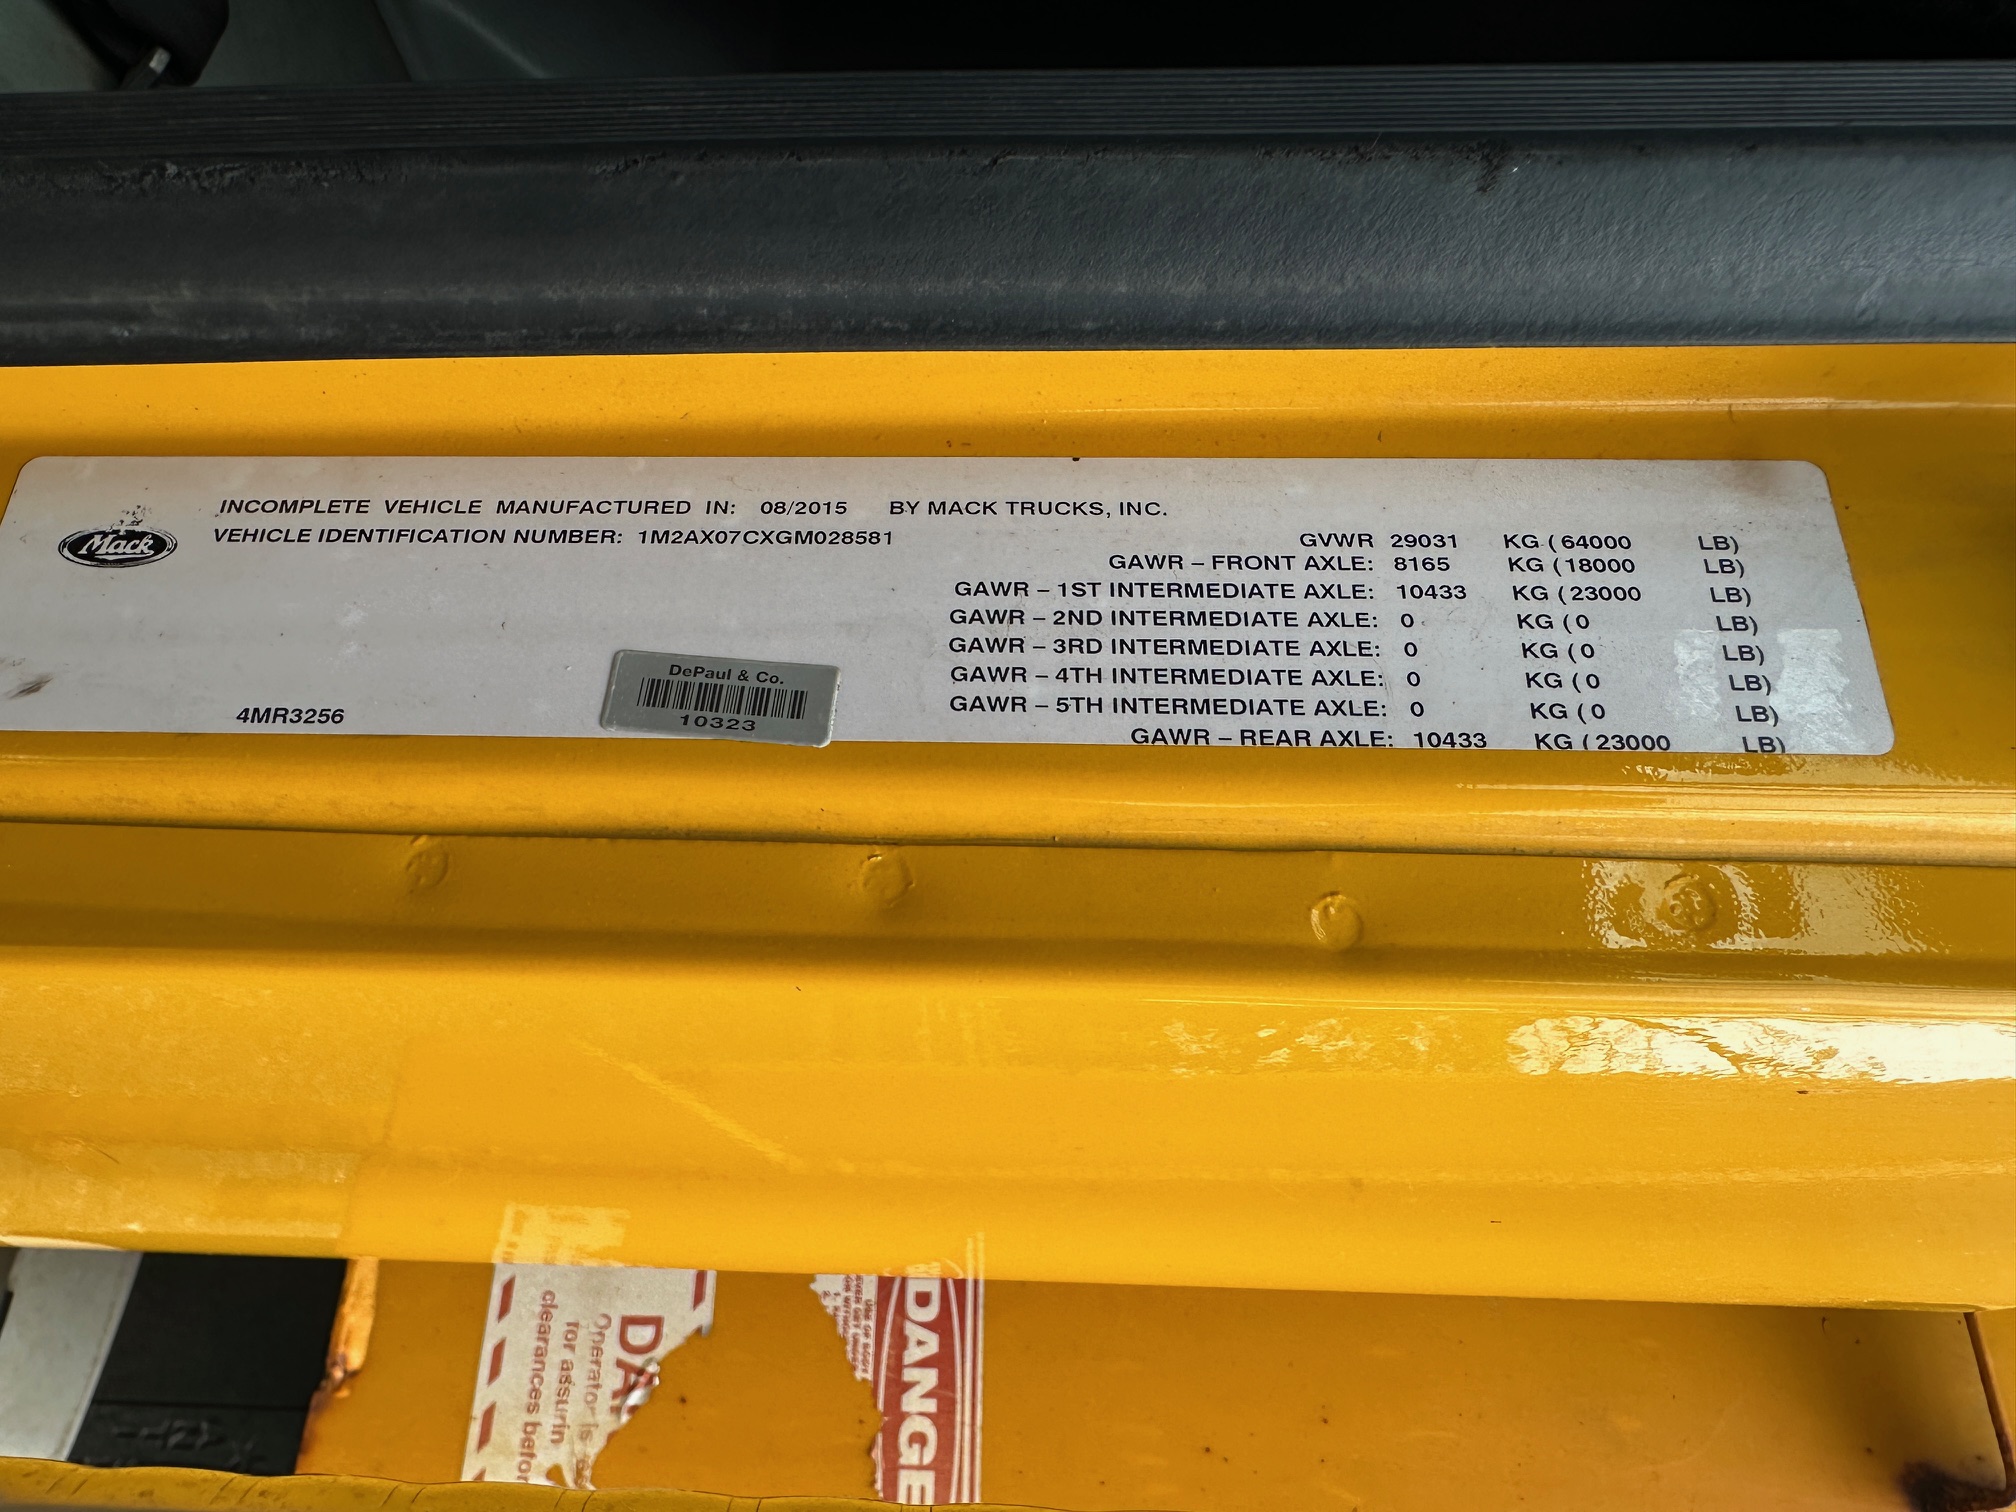 Mack
INCOMPLETE VEHICLE MANUFACTURED IN: 08/2015 BY MACK TRUCKS, INC.
VEHICLE IDENTIFICATION NUMBER: 1M2AX07CXGM028581
GVWR 29031 KG (64000 LB)
GAWR – FRONT AXLE: 8165 KG (18000 LB)
GAWR – 1ST INTERMEDIATE AXLE: 10433 KG (23000 LB)
GAWR – 2ND INTERMEDIATE AXLE: 0 KG (0 LB)
GAWR – 3RD INTERMEDIATE AXLE: 0 KG (0 LB)
GAWR – 4TH INTERMEDIATE AXLE: 0 KG (0 LB)
GAWR – 5TH INTERMEDIATE AXLE: 0 KG (0 LB)
GAWR – REAR AXLE: 10433 KG (23000 LB)
4MR3256
DePaul & Co.
10323
DA
Operator is
for assurin
clearances befor
DANGE